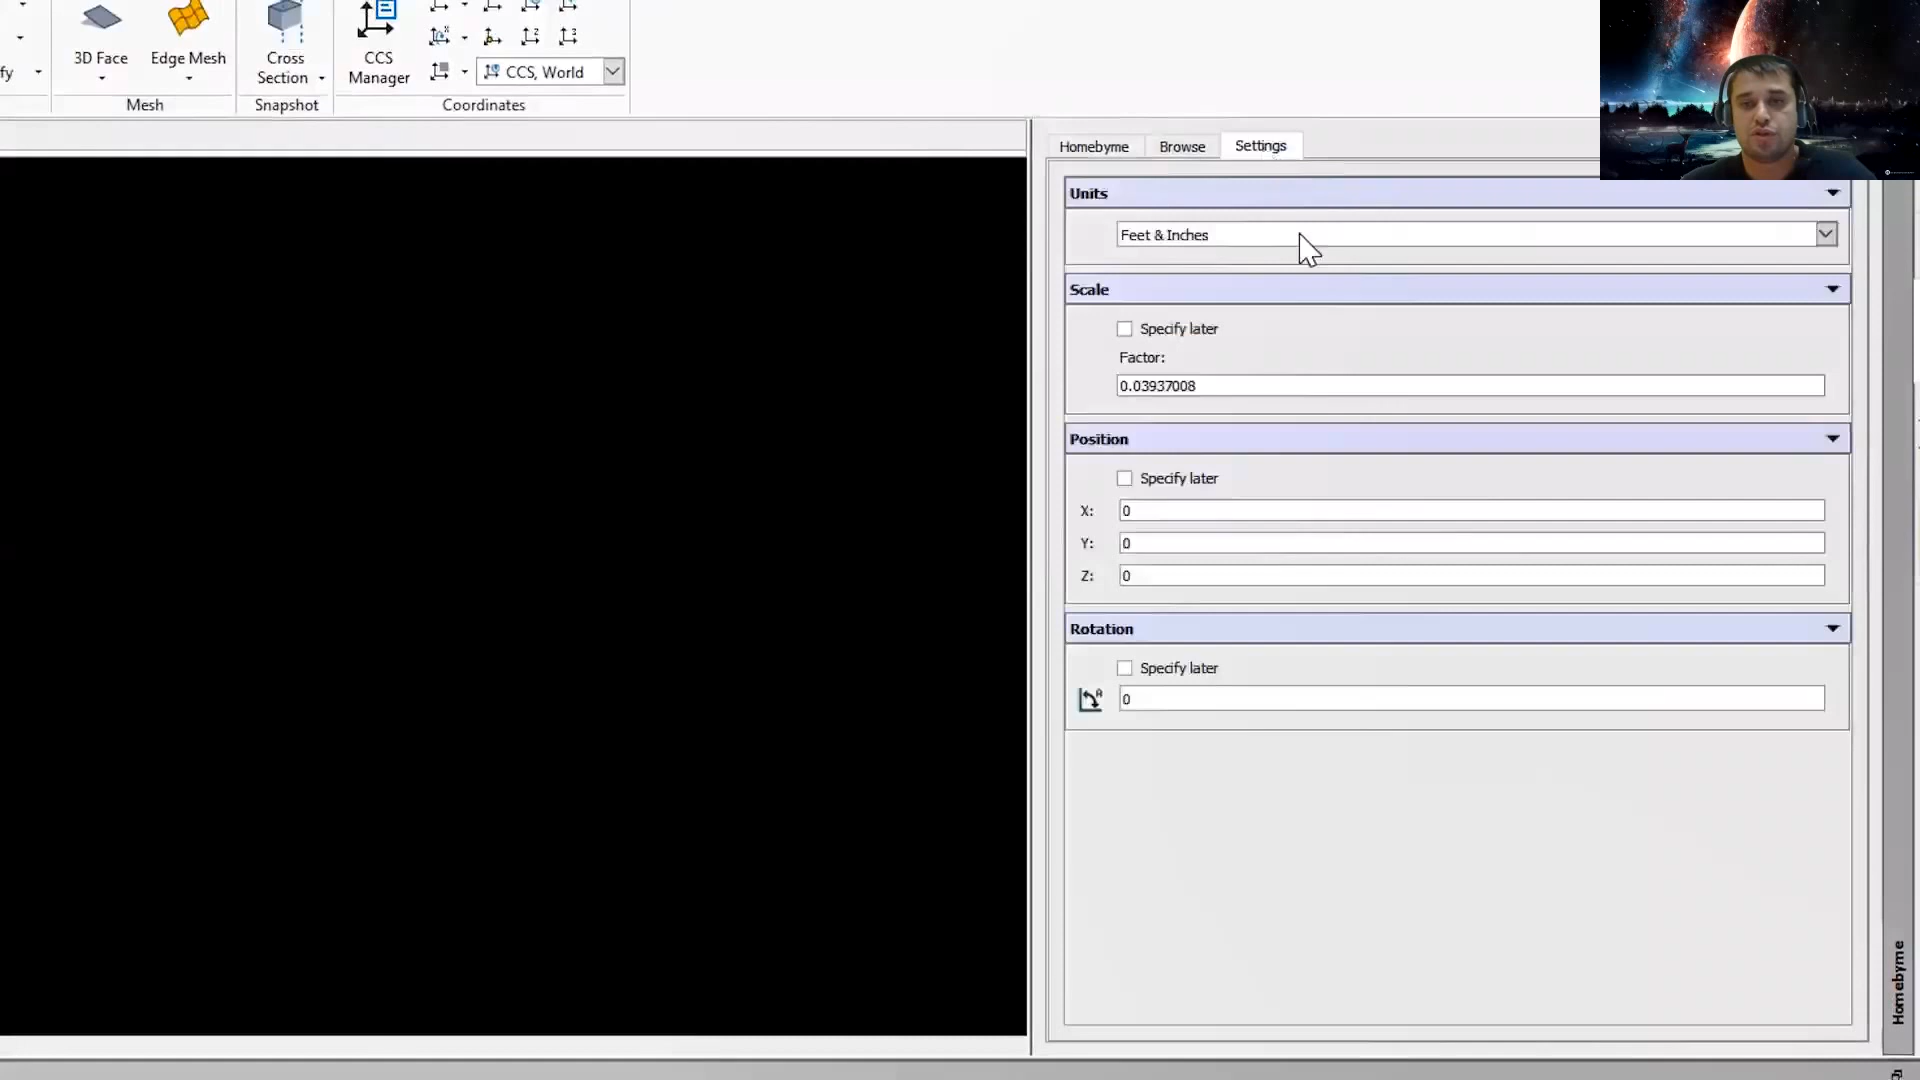 fy
3D Face
Edge Mesh
Mesh
Cross
Section
Snapshot
CCS
Manager
CCS, World
Coordinates
Homebyme
Browse
Settings
Units
Feet & Inches
Scale
Specify later
Factor:
0.03937008
Position
Specify later
X: 0
Y: 0
Z: 0
Rotation
Specify later
0
Homebyme